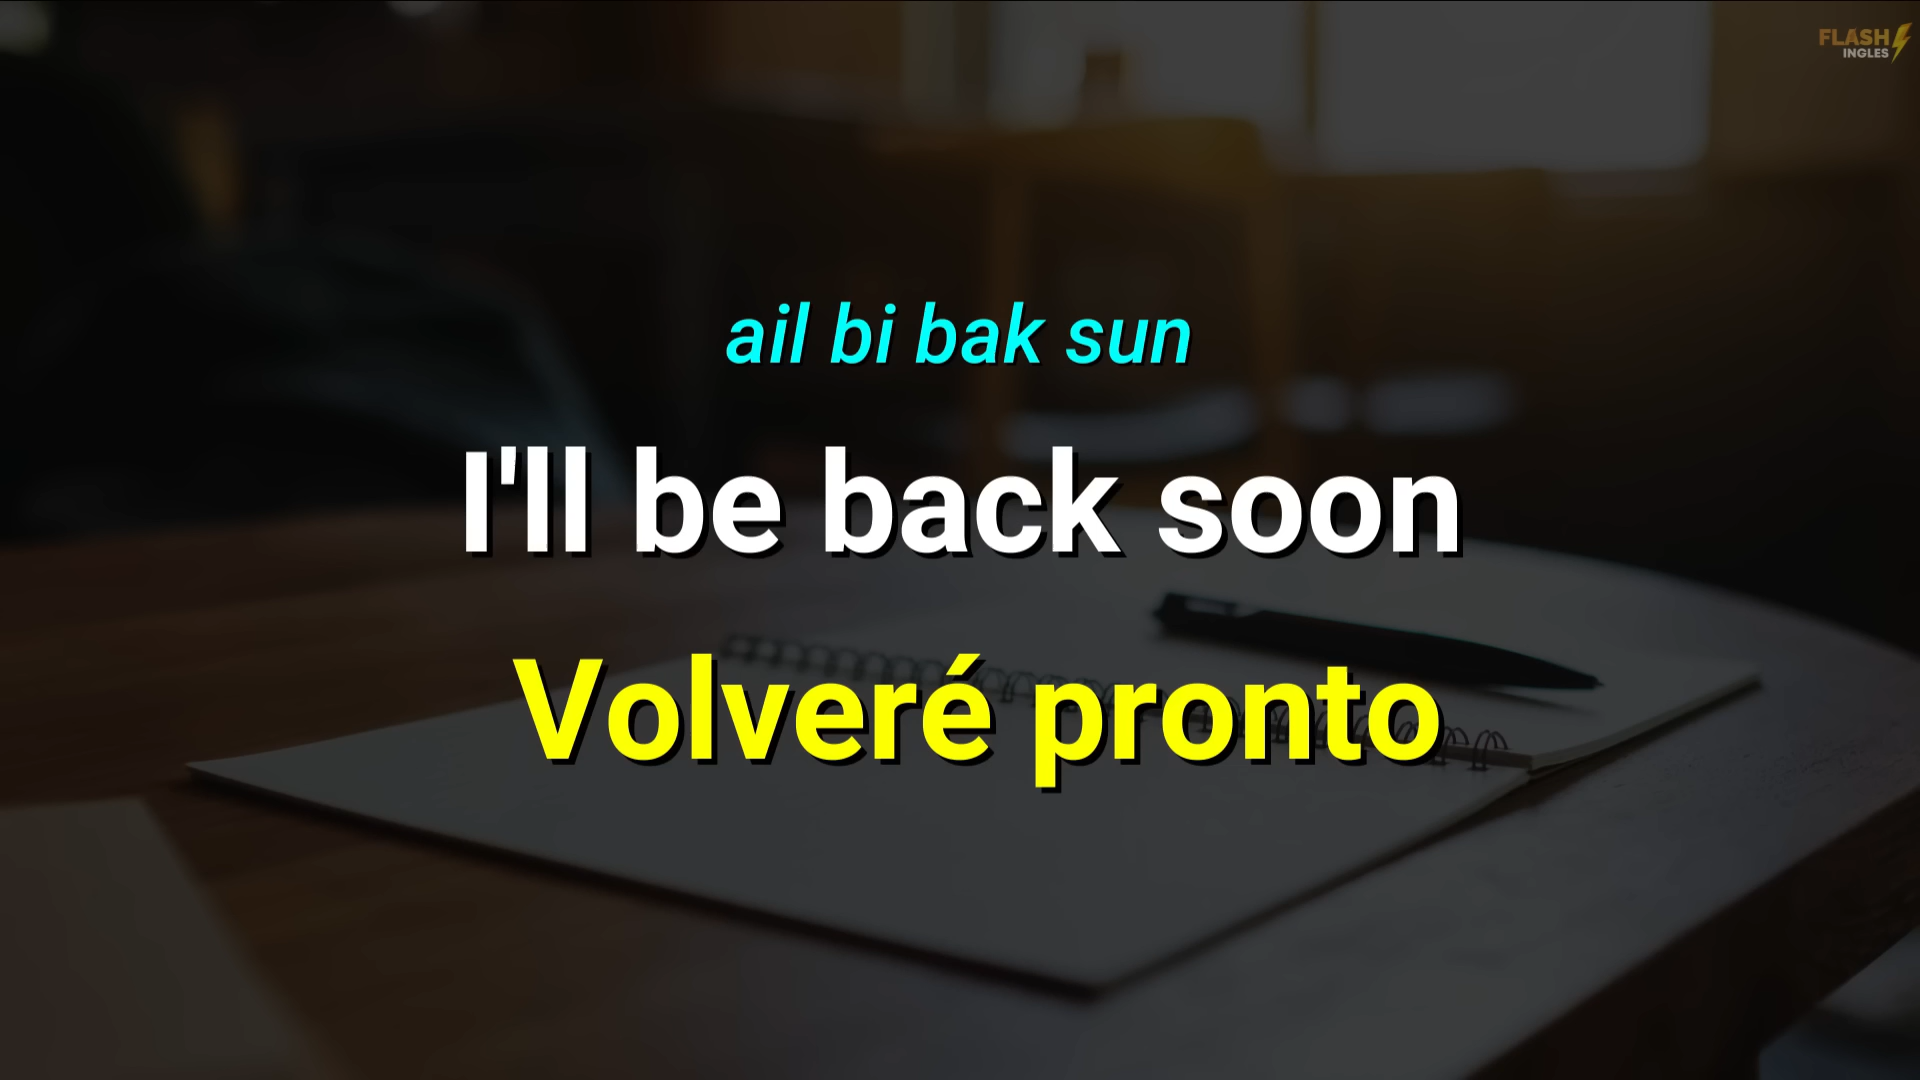 FLASH
INGLES
ail bi bak sun
I'll be back soon
Volveré pronto